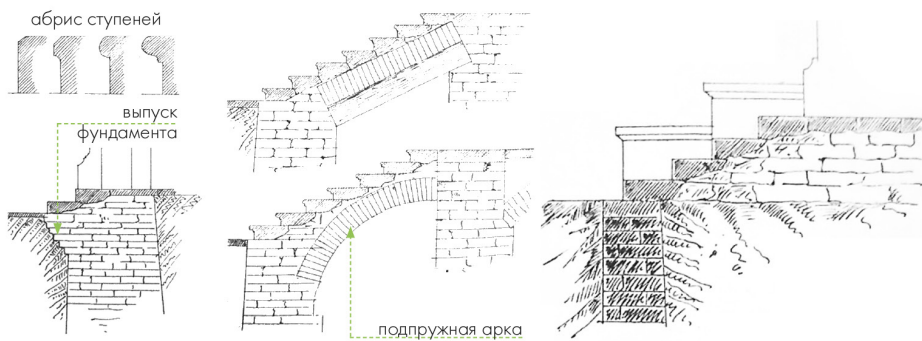 абрис ступеней
выпуск
фундамента
подпружная арка